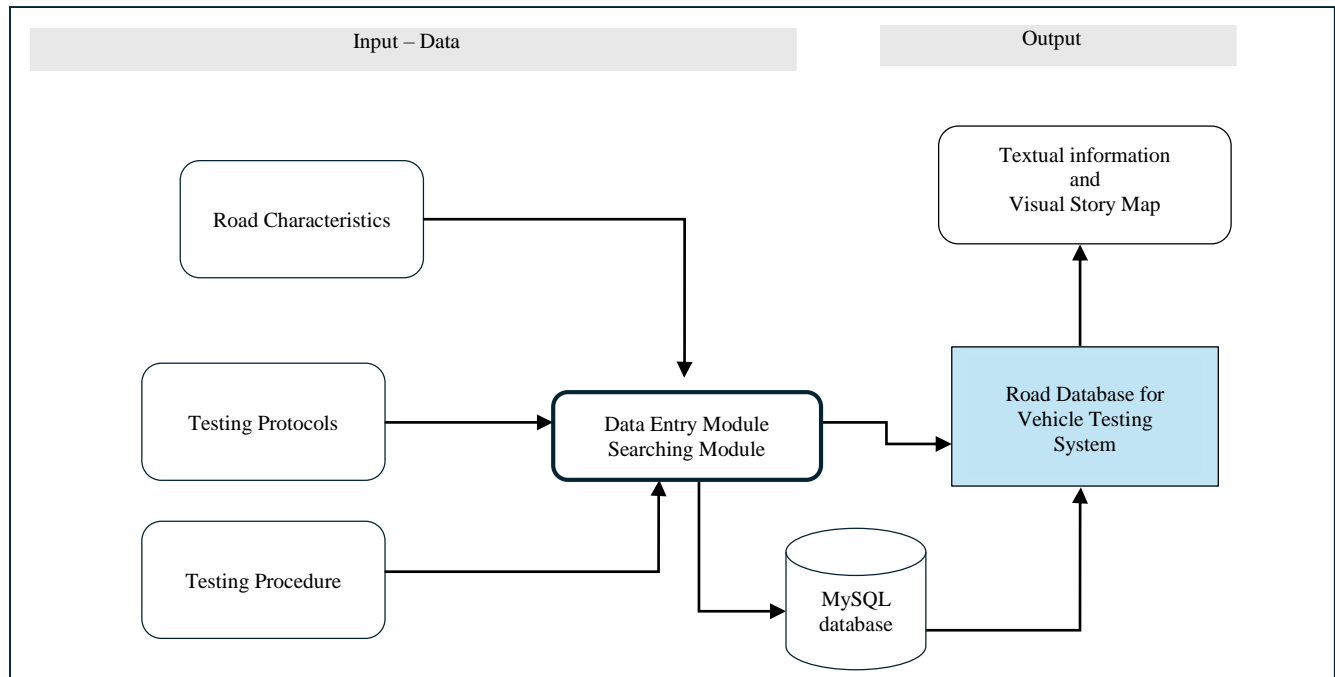 Input – Data
Output
Textual information
and
Visual Story Map
Road Characteristics
Road Database for
Vehicle Testing
System
Testing Protocols
Data Entry Module
Searching Module
Testing Procedure
MySQL
database